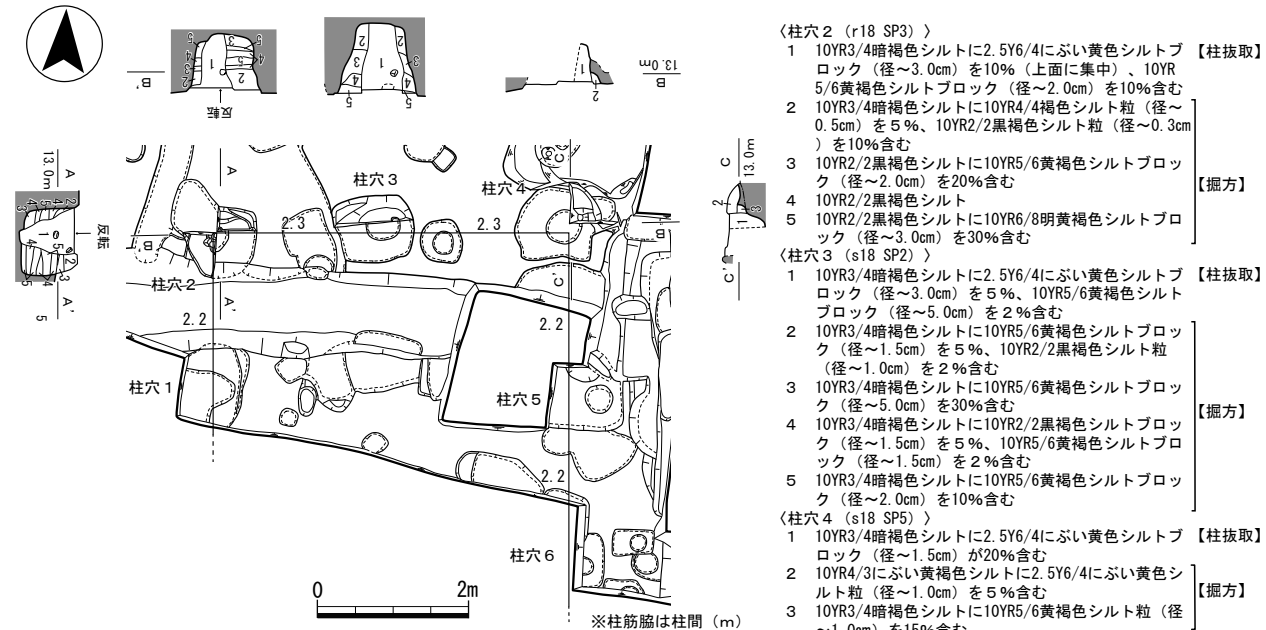 反転
B
B'
13.0m
A
A'
C
C'
13.0m
反転
柱穴3
柱穴4
2.3
2.3
柱穴2
2.2
2.2
柱穴1
柱穴5
2.2
柱穴6
0
2m
※柱筋脇は柱間（m）
〈柱穴２（r18 SP3）〉
1 10YR3/4暗褐色シルトに2.5Y6/4にぶい黄色シルトブ 【柱抜取】
ロック（径～3.0cm）を10%（上面に集中）、10YR
5/6黄褐色シルトブロック（径～2.0cm）を10%含む
2 10YR3/4暗褐色シルトに10YR4/4褐色シルト粒（径～
0.5cm）を５%、10YR2/2黒褐色シルト粒（径～0.3cm
）を10%含む
3 10YR2/2黒褐色シルトに10YR5/6黄褐色シルトブロッ
ク（径～2.0cm）を20%含む
【掘方】
4 10YR2/2黒褐色シルト
5 10YR2/2黒褐色シルトに10YR6/8明黄褐色シルトブロ
ック（径～3.0cm）を30%含む
〈柱穴３（s18 SP2）〉
1 10YR3/4暗褐色シルトに2.5Y6/4にぶい黄色シルトブ 【柱抜取】
ロック（径～3.0cm）を５%、10YR5/6黄褐色シルト
ブロック（径～5.0cm）を２%含む
2 10YR3/4暗褐色シルトに10YR5/6黄褐色シルトブロッ
ク（径～1.5cm）を５%、10YR2/2黒褐色シルト粒
（径～1.0cm）を２%含む
3 10YR3/4暗褐色シルトに10YR5/6黄褐色シルトブロッ
ク（径～5.0cm）を30%含む
【掘方】
4 10YR3/4暗褐色シルトに10YR2/2黒褐色シルトブロッ
ク（径～1.5cm）を５%、10YR5/6黄褐色シルトブロ
ック（径～1.5cm）を２%含む
5 10YR3/4暗褐色シルトに10YR5/6黄褐色シルトブロッ
ク（径～2.0cm）を10%含む
〈柱穴４（s18 SP5）〉
1 10YR3/4暗褐色シルトに2.5Y6/4にぶい黄色シルトブ 【柱抜取】
ロック（径～1.5cm）が20%含む
2 10YR4/3にぶい黄褐色シルトに2.5Y6/4にぶい黄色シ
ルト粒（径～1.0cm）を５%含む
【掘方】
3 10YR3/4暗褐色シルトに10YR5/6黄褐色シルト粒（径
～1.0cm）を15%含む